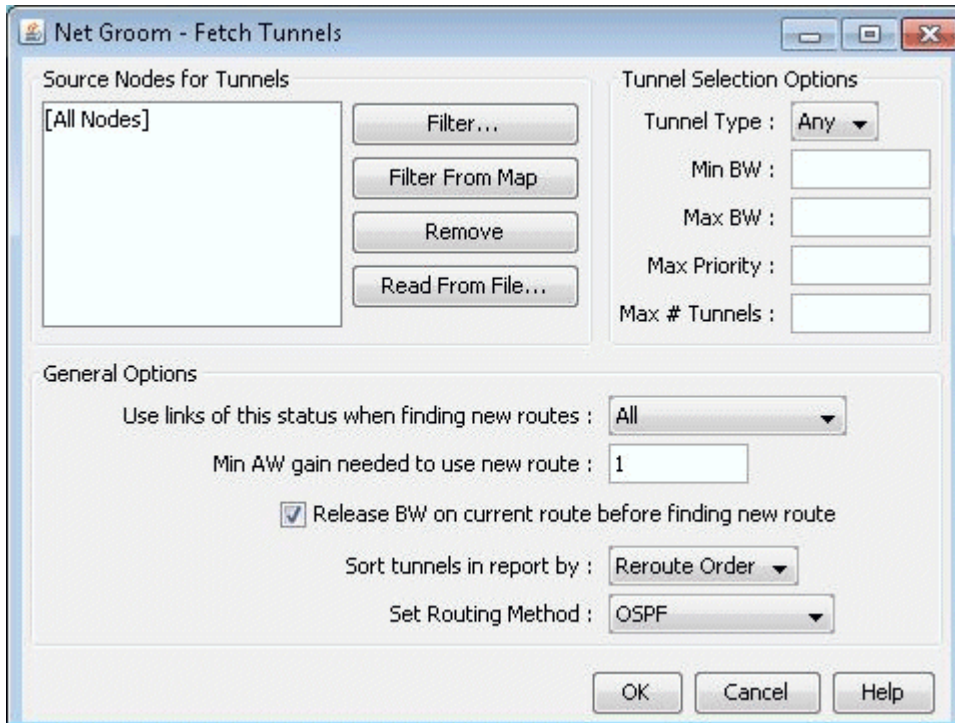 Net Groom - Fetch Tunnels
Source Nodes for Tunnels
[All Nodes]
Filter...
Filter From Map
Remove
Read From File...
Tunnel Selection Options
Tunnel Type : Any
Min BW :
Max BW :
Max Priority :
Max # Tunnels :
General Options
Use links of this status when finding new routes : All
Min AW gain needed to use new route : 1
Release BW on current route before finding new route
Sort tunnels in report by : Reroute Order
Set Routing Method : OSPF
OK Cancel Help